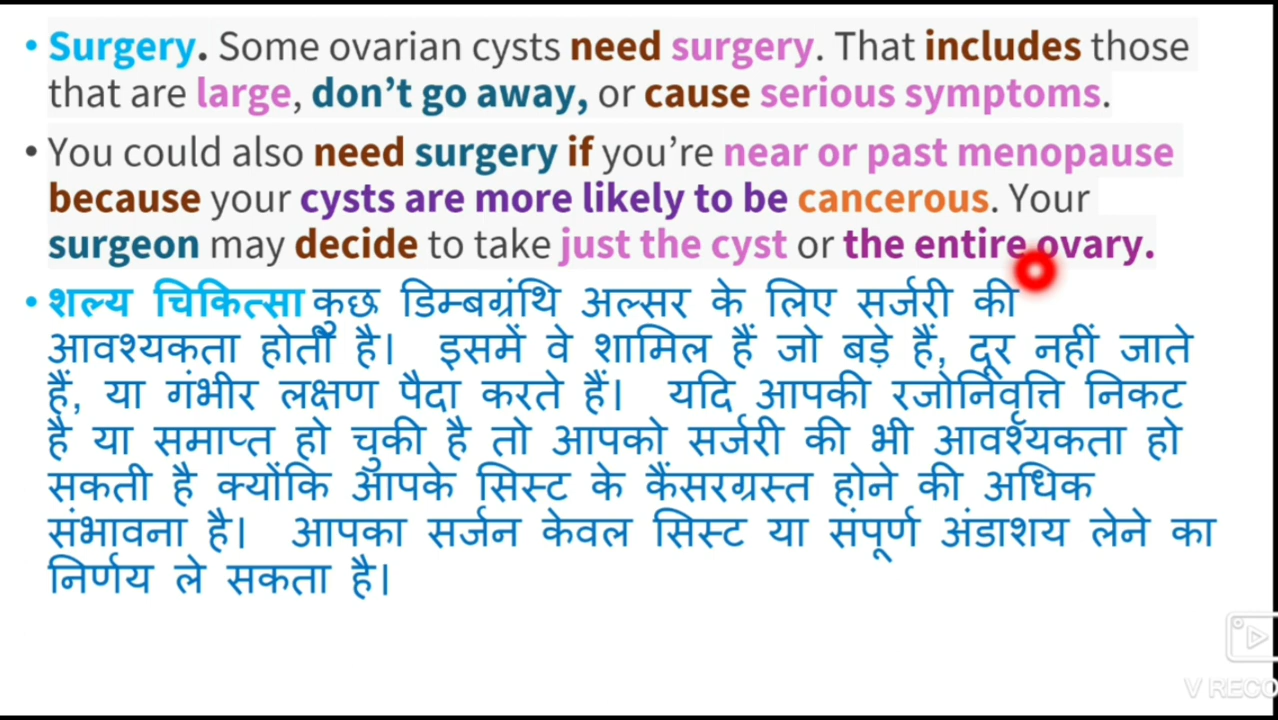 • Surgery. Some ovarian cysts need surgery. That includes those
that are large, don’t go away, or cause serious symptoms.
• You could also need surgery if you’re near or past menopause
because your cysts are more likely to be cancerous. Your
surgeon may decide to take just the cyst or the entire ovary.
• शल्य चिकित्सा कुछ डिम्बग्रंथि अल्सर के लिए सर्जरी की
आवश्यकता होती है। इसमें वे शामिल हैं जो बड़े हैं, दूर नहीं जाते
हैं, या गंभीर लक्षण पैदा करते हैं। यदि आपकी रजोनिवृत्ति निकट
है या समाप्त हो चुकी है तो आपको सर्जरी की भी आवश्यकता हो
सकती है क्योंकि आपके सिस्ट के कैंसरग्रस्त होने की अधिक
संभावना है। आपका सर्जन केवल सिस्ट या संपूर्ण अंडाशय लेने का
निर्णय ले सकता है।
V RECO